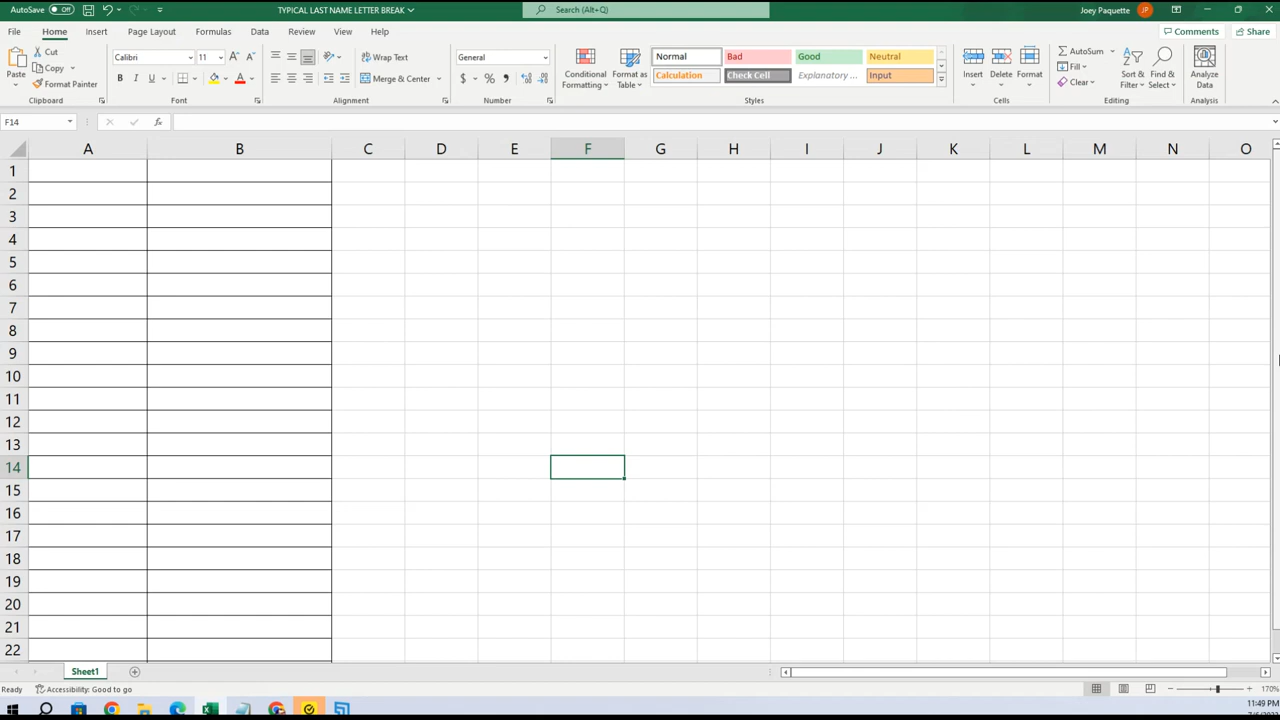 AutoSave Off TYPICAL LAST NAME LETTER BREAK Search (Alt+Q) Joey Paquette JP
File Home Insert Page Layout Formulas Data Review View Help Comments Share
Paste Cut Copy Format Painter Clipboard
Calibri 11 B I U A A A Font
Wrap Text Merge & Center Alignment
General $ % Number
Conditional Formatting Format as Table
Normal Bad Good Neutral
Calculation Check Cell Explanatory ... Input
Styles
Insert Delete Format Cells
AutoSum Fill Clear Sort & Filter Find & Select Editing
Analyze Data Analysis
F14 fx
A B C D E F G H I J K L M N O
1
2
3
4
5
6
7
8
9
10
11
12
13
14
15
16
17
18
19
20
21
22
Sheet1
Ready Accessibility: Good to go 170%
11:49 PM